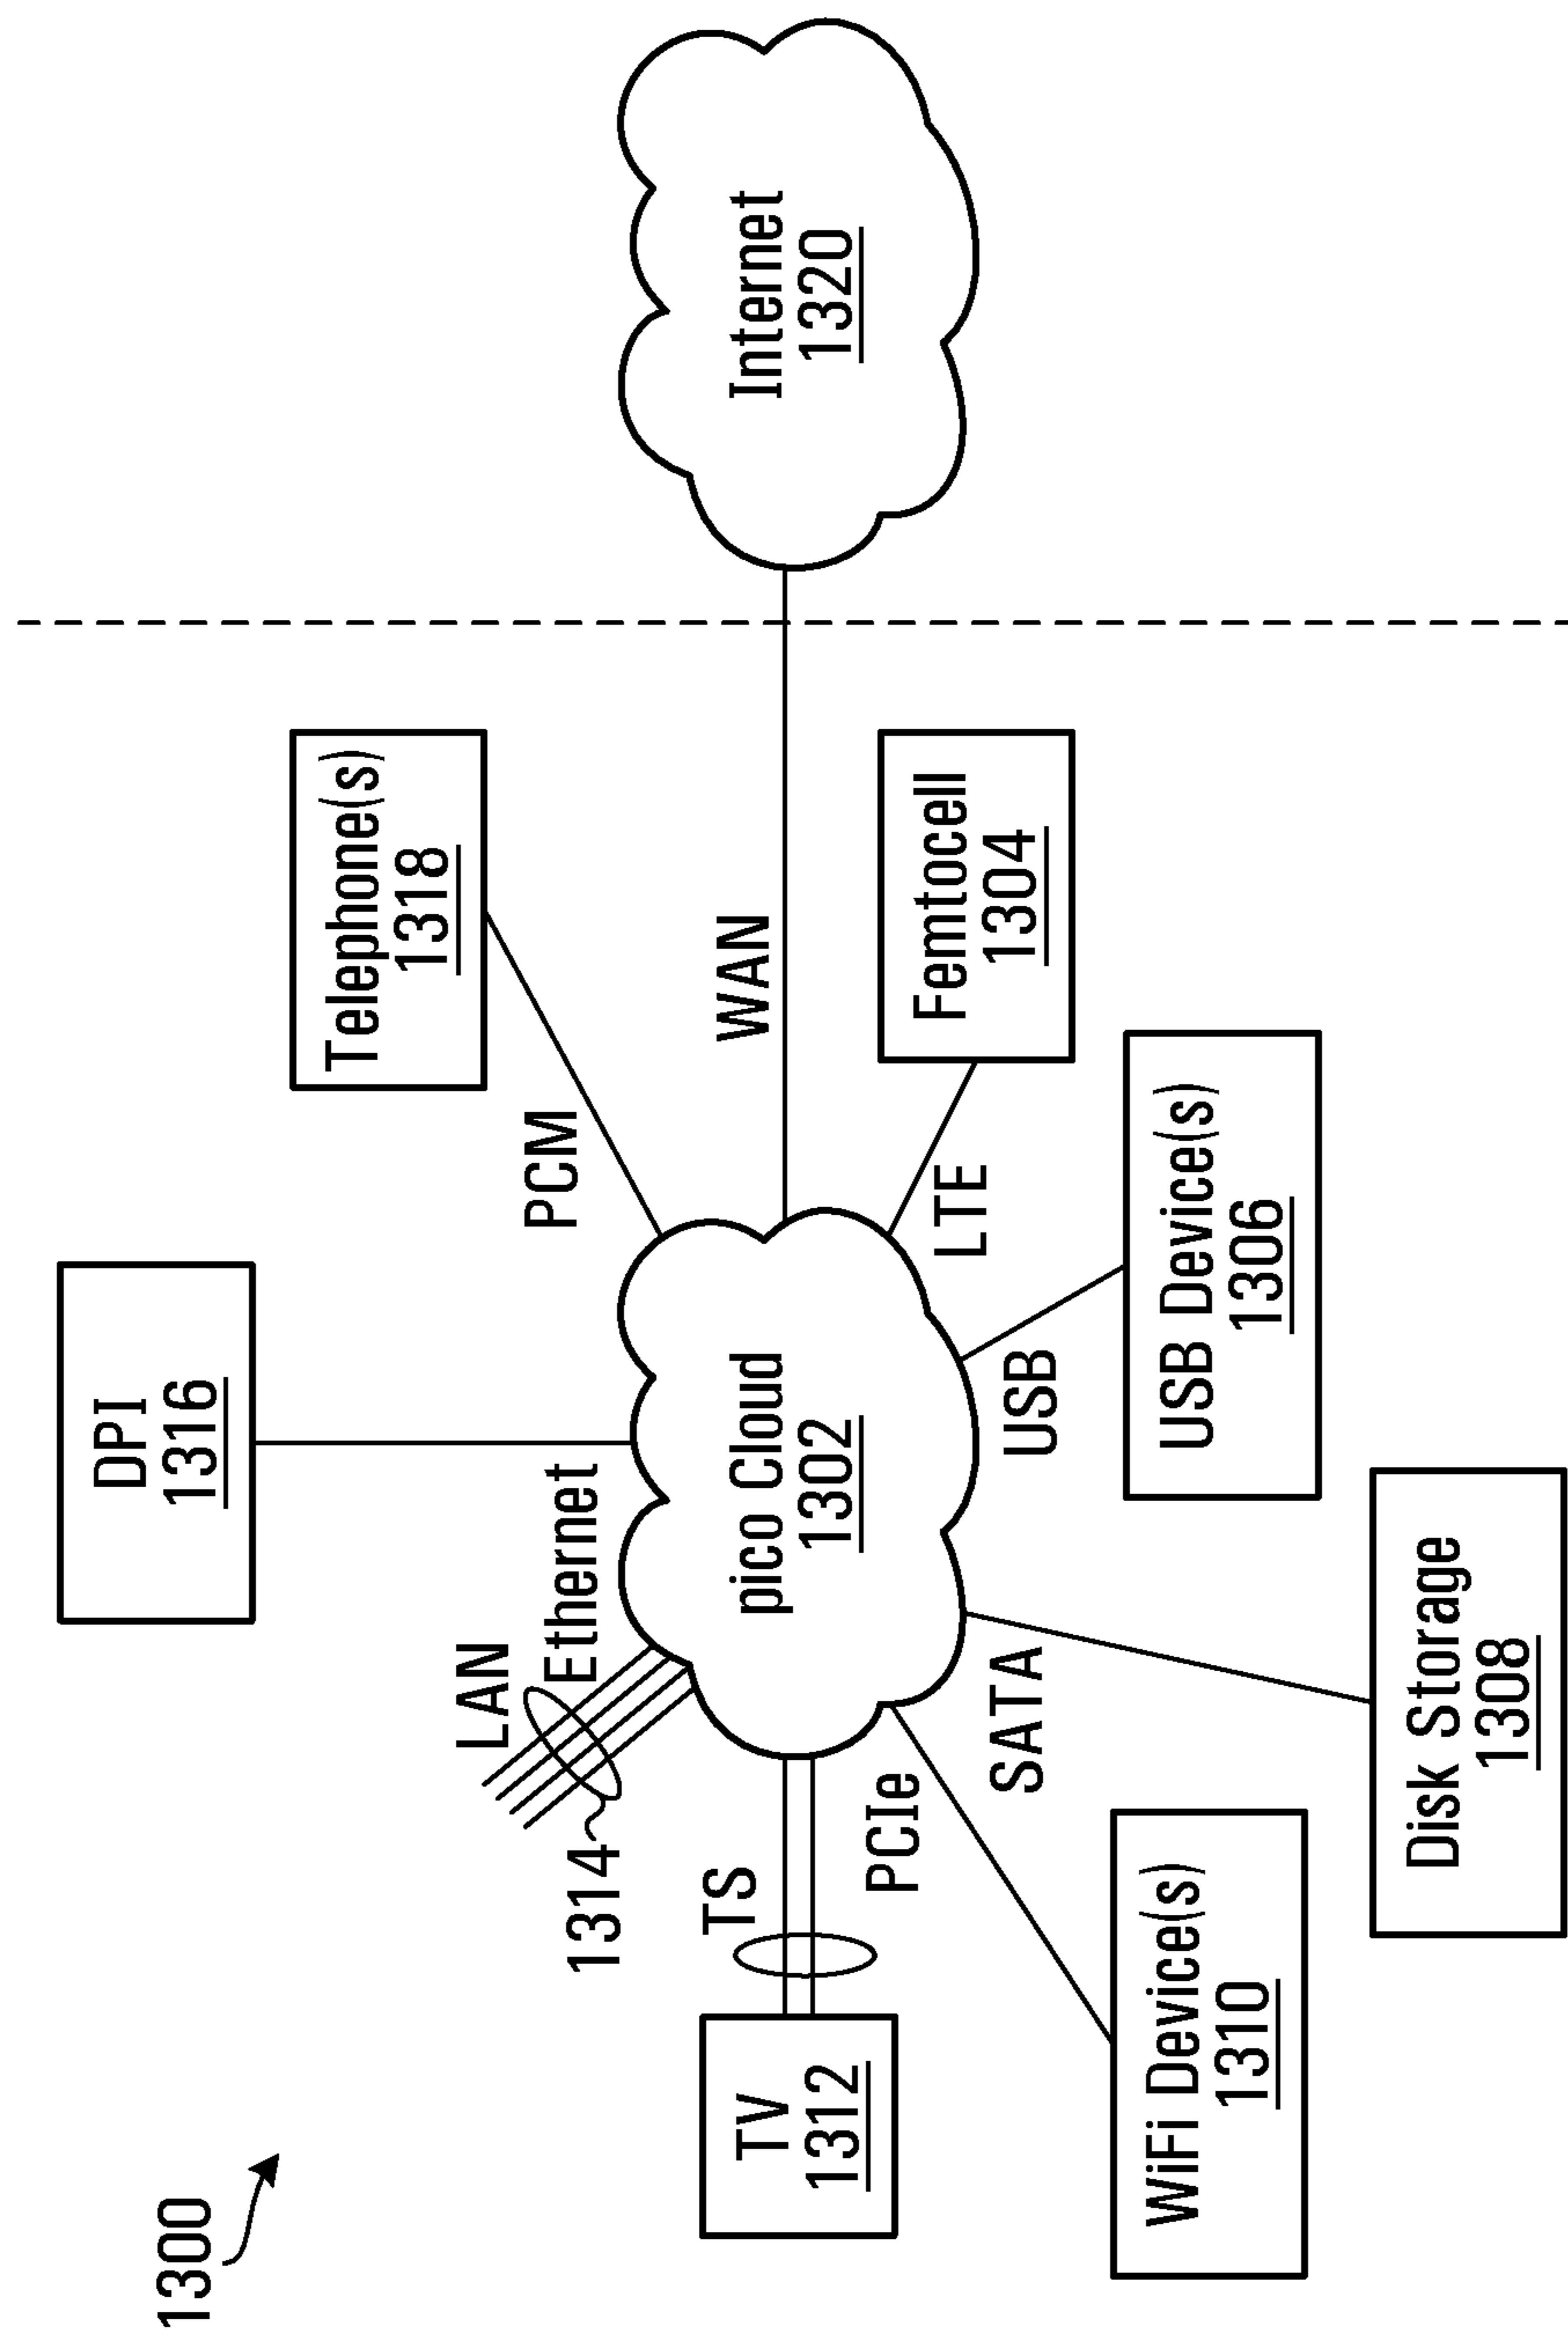 1300
DPI
1316
Telephone(s)
1318
LAN
Ethernet
1314
PCM
TV
1312
TS
pico Cloud
1302
WAN
Internet
1320
PCIe
LTE
Femtocell
1304
SATA
USB
WiFi Device(s)
1310
USB Device(s)
1306
Disk Storage
1308